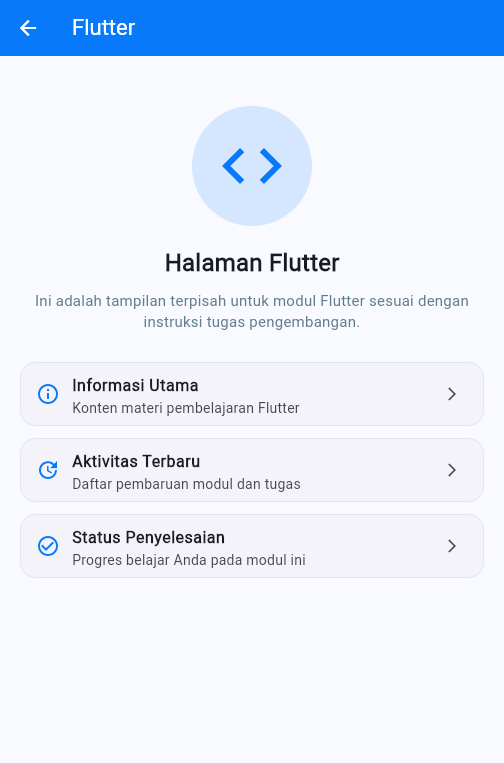 Flutter
Halaman Flutter
Ini adalah tampilan terpisah untuk modul Flutter sesuai dengan
instruksi tugas pengembangan.
Informasi Utama
Konten materi pembelajaran Flutter
Aktivitas Terbaru
Daftar pembaruan modul dan tugas
Status Penyelesaian
Progres belajar Anda pada modul ini